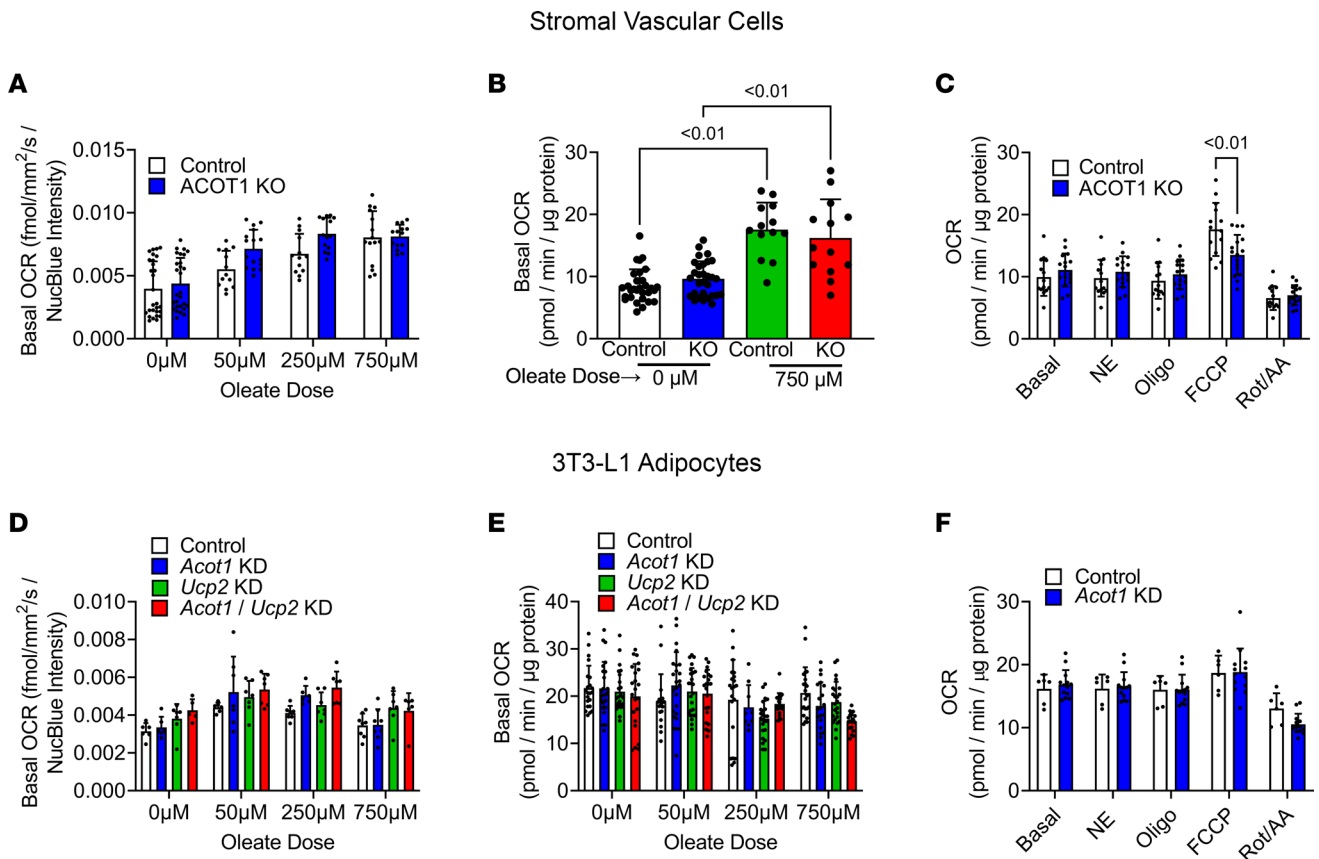 Stromal Vascular Cells
A
Basal OCR (fmol/mm²/s /
NucBlue Intensity)
0.015
0.010
0.005
0.000
Control
ACOT1 KO
0µM 50µM 250µM 750µM
Oleate Dose
B
Basal OCR
(pmol / min / µg protein)
30
20
10
0
<0.01
<0.01
Control KO Control KO
Oleate Dose→ 0 µM 750 µM
C
OCR
(pmol / min / µg protein)
30
20
10
0
Control
ACOT1 KO
<0.01
Basal NE Oligo FCCP Rot/AA
3T3-L1 Adipocytes
D
Basal OCR (fmol/mm²/s /
NucBlue Intensity)
Control
Acot1 KD
Ucp2 KD
Acot1 / Ucp2 KD
0.010
0.008
0.006
0.004
0.002
0.000
0µM 50µM 250µM 750µM
Oleate Dose
E
Basal OCR
(pmol / min / µg protein)
Control
Acot1 KD
Ucp2 KD
Acot1 / Ucp2 KD
40
30
20
10
0
0µM 50µM 250µM 750µM
Oleate Dose
F
OCR
(pmol / min / µg protein)
Control
Acot1 KD
30
20
10
0
Basal NE Oligo FCCP Rot/AA